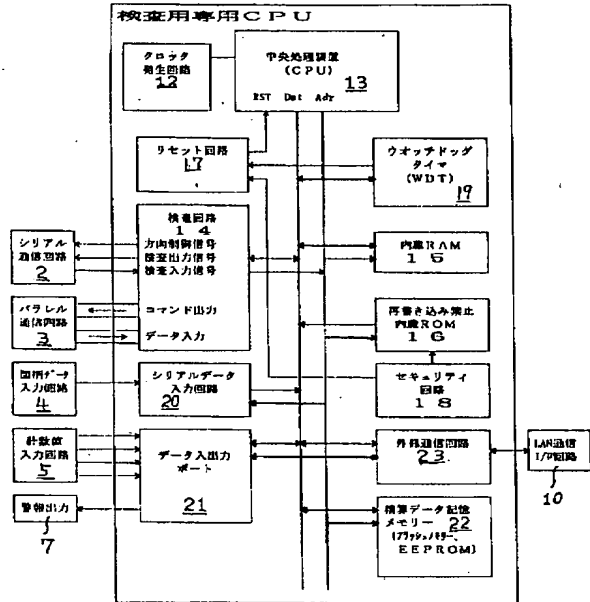 検査用専用CPU
クロック
発生回路
12
中央処理装置
(CPU)
13
RST Dat Adr
リセット回路
17
ウオッチドッグ
タイマ
(WDT)
19
検査回路
14
方向制御信号
検査出力信号
検査入力信号
コマンド出力
データ入力
シリアル
通信回路
2
パラレル
通信回路
3
図柄データ
入力回路
4
計数値
入力回路
5
警報出力
7
内蔵RAM
15
再書き込み禁止
内蔵ROM
16
セキュリティ
回路
18
シリアルデータ
入力回路
20
データ入出力
ポート
21
外部通信回路
23
LAN通信
I/F回路
10
検算データ記憶
メモリー 22
(フラッシュメモリー、
EEPROM)